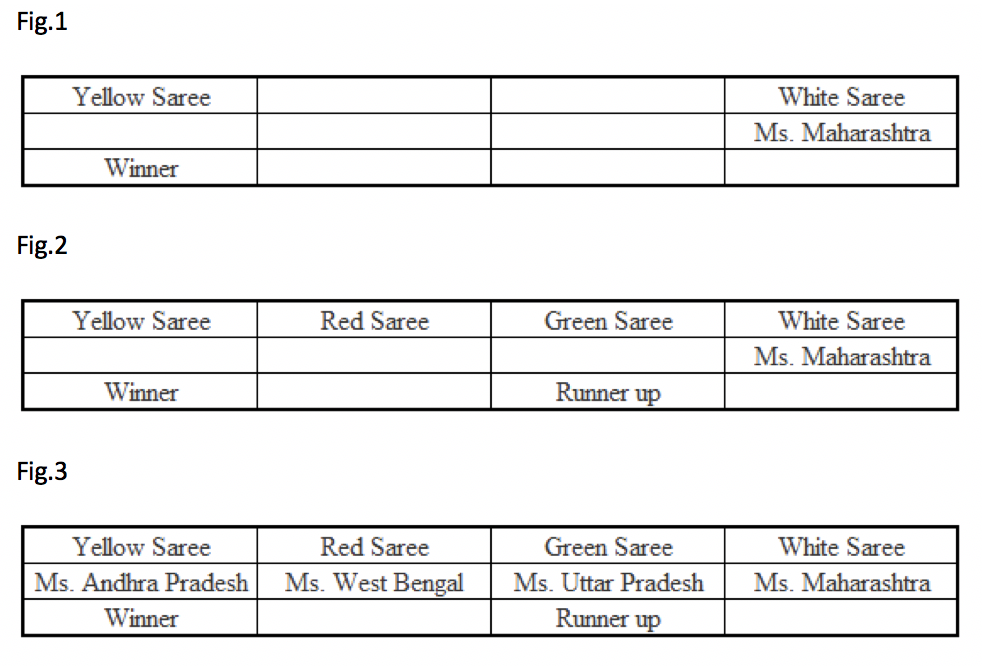 Fig.1
Yellow Saree White Saree
Ms. Maharashtra
Winner
Fig.2
Yellow Saree Red Saree Green Saree White Saree
Ms. Maharashtra
Winner Runner up
Fig.3
Yellow Saree Red Saree Green Saree White Saree
Ms. Andhra Pradesh Ms. West Bengal Ms. Uttar Pradesh Ms. Maharashtra
Winner Runner up